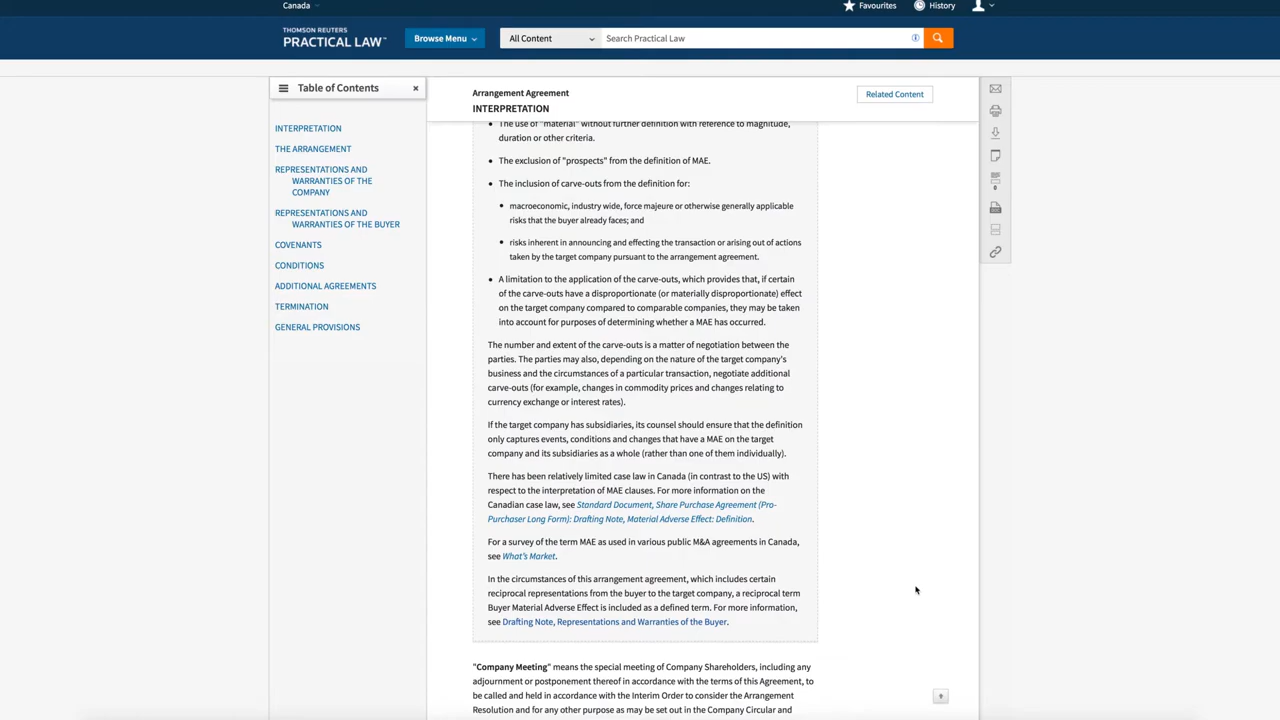 Canada
Favourites
History
THOMSON REUTERS
PRACTICAL LAW™
Browse Menu
All Content
Search Practical Law
Table of Contents
INTERPRETATION
THE ARRANGEMENT
REPRESENTATIONS AND
WARRANTIES OF THE
COMPANY
REPRESENTATIONS AND
WARRANTIES OF THE BUYER
COVENANTS
CONDITIONS
ADDITIONAL AGREEMENTS
TERMINATION
GENERAL PROVISIONS
Arrangement Agreement
INTERPRETATION
Related Content
• The use of "material" without further definition with reference to magnitude,
duration or other criteria.
• The exclusion of "prospects" from the definition of MAE.
• The inclusion of carve-outs from the definition for:
• macroeconomic, industry wide, force majeure or otherwise generally applicable
risks that the buyer already faces; and
• risks inherent in announcing and effecting the transaction or arising out of actions
taken by the target company pursuant to the arrangement agreement.
• A limitation to the application of the carve-outs, which provides that, if certain
of the carve-outs have a disproportionate (or materially disproportionate) effect
on the target company compared to comparable companies, they may be taken
into account for purposes of determining whether a MAE has occurred.
The number and extent of the carve-outs is a matter of negotiation between the
parties. The parties may also, depending on the nature of the target company's
business and the circumstances of a particular transaction, negotiate additional
carve-outs (for example, changes in commodity prices and changes relating to
currency exchange or interest rates).
If the target company has subsidiaries, its counsel should ensure that the definition
only captures events, conditions and changes that have a MAE on the target
company and its subsidiaries as a whole (rather than one of them individually).
There has been relatively limited case law in Canada (in contrast to the US) with
respect to the interpretation of MAE clauses. For more information on the
Canadian case law, see Standard Document, Share Purchase Agreement (Pro-
Purchaser Long Form): Drafting Note, Material Adverse Effect: Definition.
For a survey of the term MAE as used in various public M&A agreements in Canada,
see What's Market.
In the circumstances of this arrangement agreement, which includes certain
reciprocal representations from the buyer to the target company, a reciprocal term
Buyer Material Adverse Effect is included as a defined term. For more information,
see Drafting Note, Representations and Warranties of the Buyer.
"Company Meeting" means the special meeting of Company Shareholders, including any
adjournment or postponement thereof in accordance with the terms of this Agreement, to
be called and held in accordance with the Interim Order to consider the Arrangement
Resolution and for any other purpose as may be set out in the Company Circular and
0